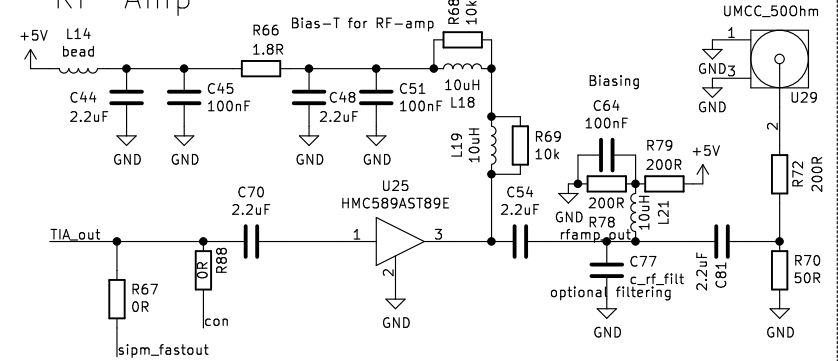 RF Amp
UMCC_50Ohm
+5V
L14
bead
R66
1.8R
Bias-T for RF-amp
R68
10k
1
GND
3
GND
U29
C44
2.2uF
C45
100nF
C48
2.2uF
C51
100nF
10uH
L18
Biasing
C64
100nF
GND
GND
GND
GND
L19
10uH
R69
10k
R79
200R
+5V
2
R72
200R
U25
HMC589AST89E
C70
2.2uF
C54
2.2uF
GND
200R
R78
10uH
L21
TIA_out
1
3
2
rfamp_out
0R
R88
R67
0R
C77
c_rf_filt
optional filtering
2.2uF
C81
R70
50R
con
GND
GND
GND
sipm_fastout